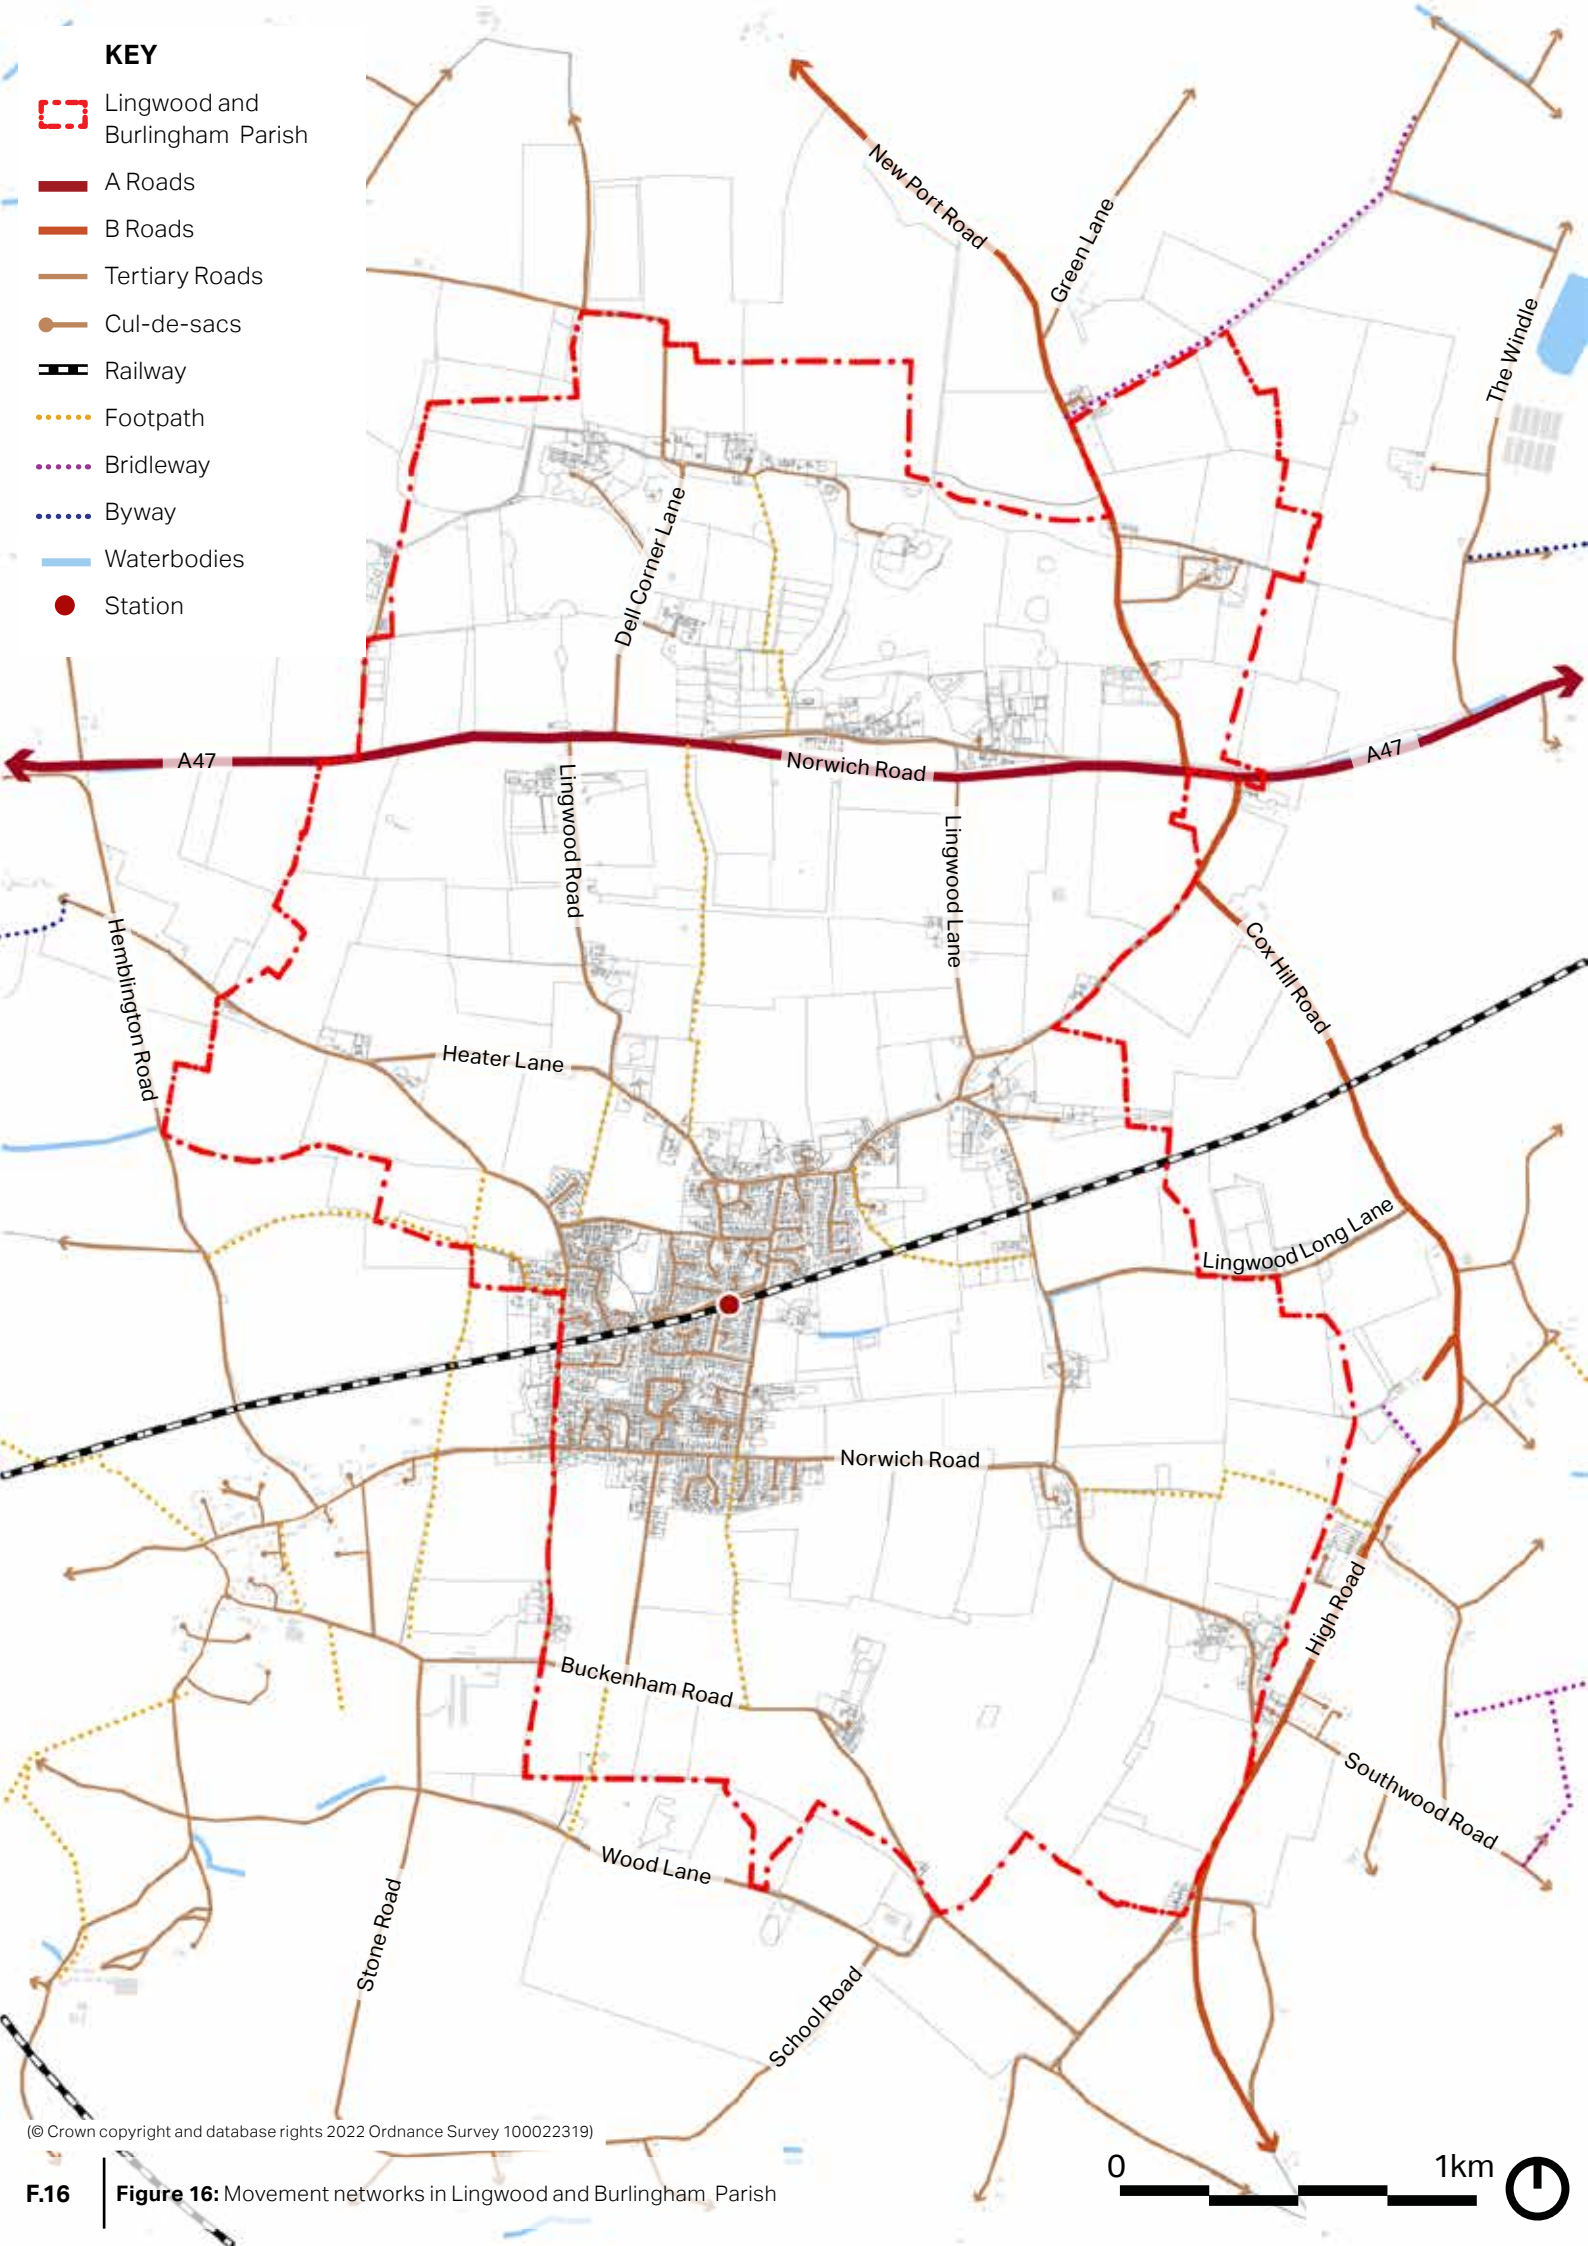 KEY
Lingwood and
Burlingham Parish
A Roads
B Roads
Tertiary Roads
Cul-de-sacs
Railway
Footpath
Bridleway
Byway
Waterbodies
Station
New Port Road
Green Lane
The Windle
Dell Corner Lane
A47
Norwich Road
A47
Lingwood Road
Lingwood Lane
Hemblington Road
Cox Hill Road
Heater Lane
Lingwood Long Lane
Norwich Road
High Road
Buckenham Road
Southwood Road
Wood Lane
Stone Road
School Road
(© Crown copyright and database rights 2022 Ordnance Survey 100022319)
0 1km
F.16 Figure 16: Movement networks in Lingwood and Burlingham Parish